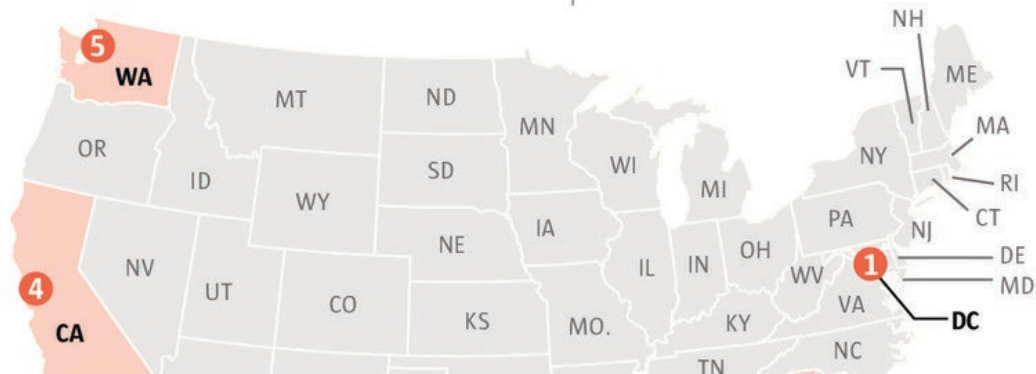 NH
5
WA
VT
ME
MT
ND
MN
MA
OR
NY
WI
SD
ID
MI
RI
WY
PA
CT
IA
NJ
NE
OH
DE
NV
IL
IN
1
WV
MD
4
UT
CO
VA
KS
DC
CA
MO.
KY
NC
TN